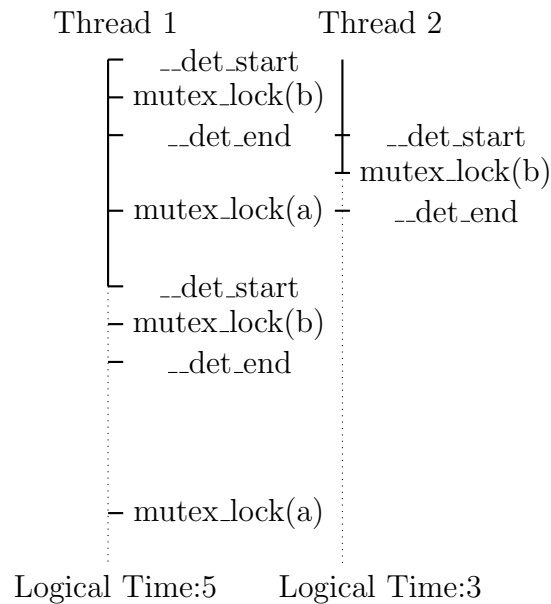 Thread 1
Thread 2
__det_start
mutex_lock(b)
__det_end
__det_start
mutex_lock(b)
mutex_lock(a)
__det_end
__det_start
mutex_lock(b)
__det_end
mutex_lock(a)
Logical Time:5
Logical Time:3